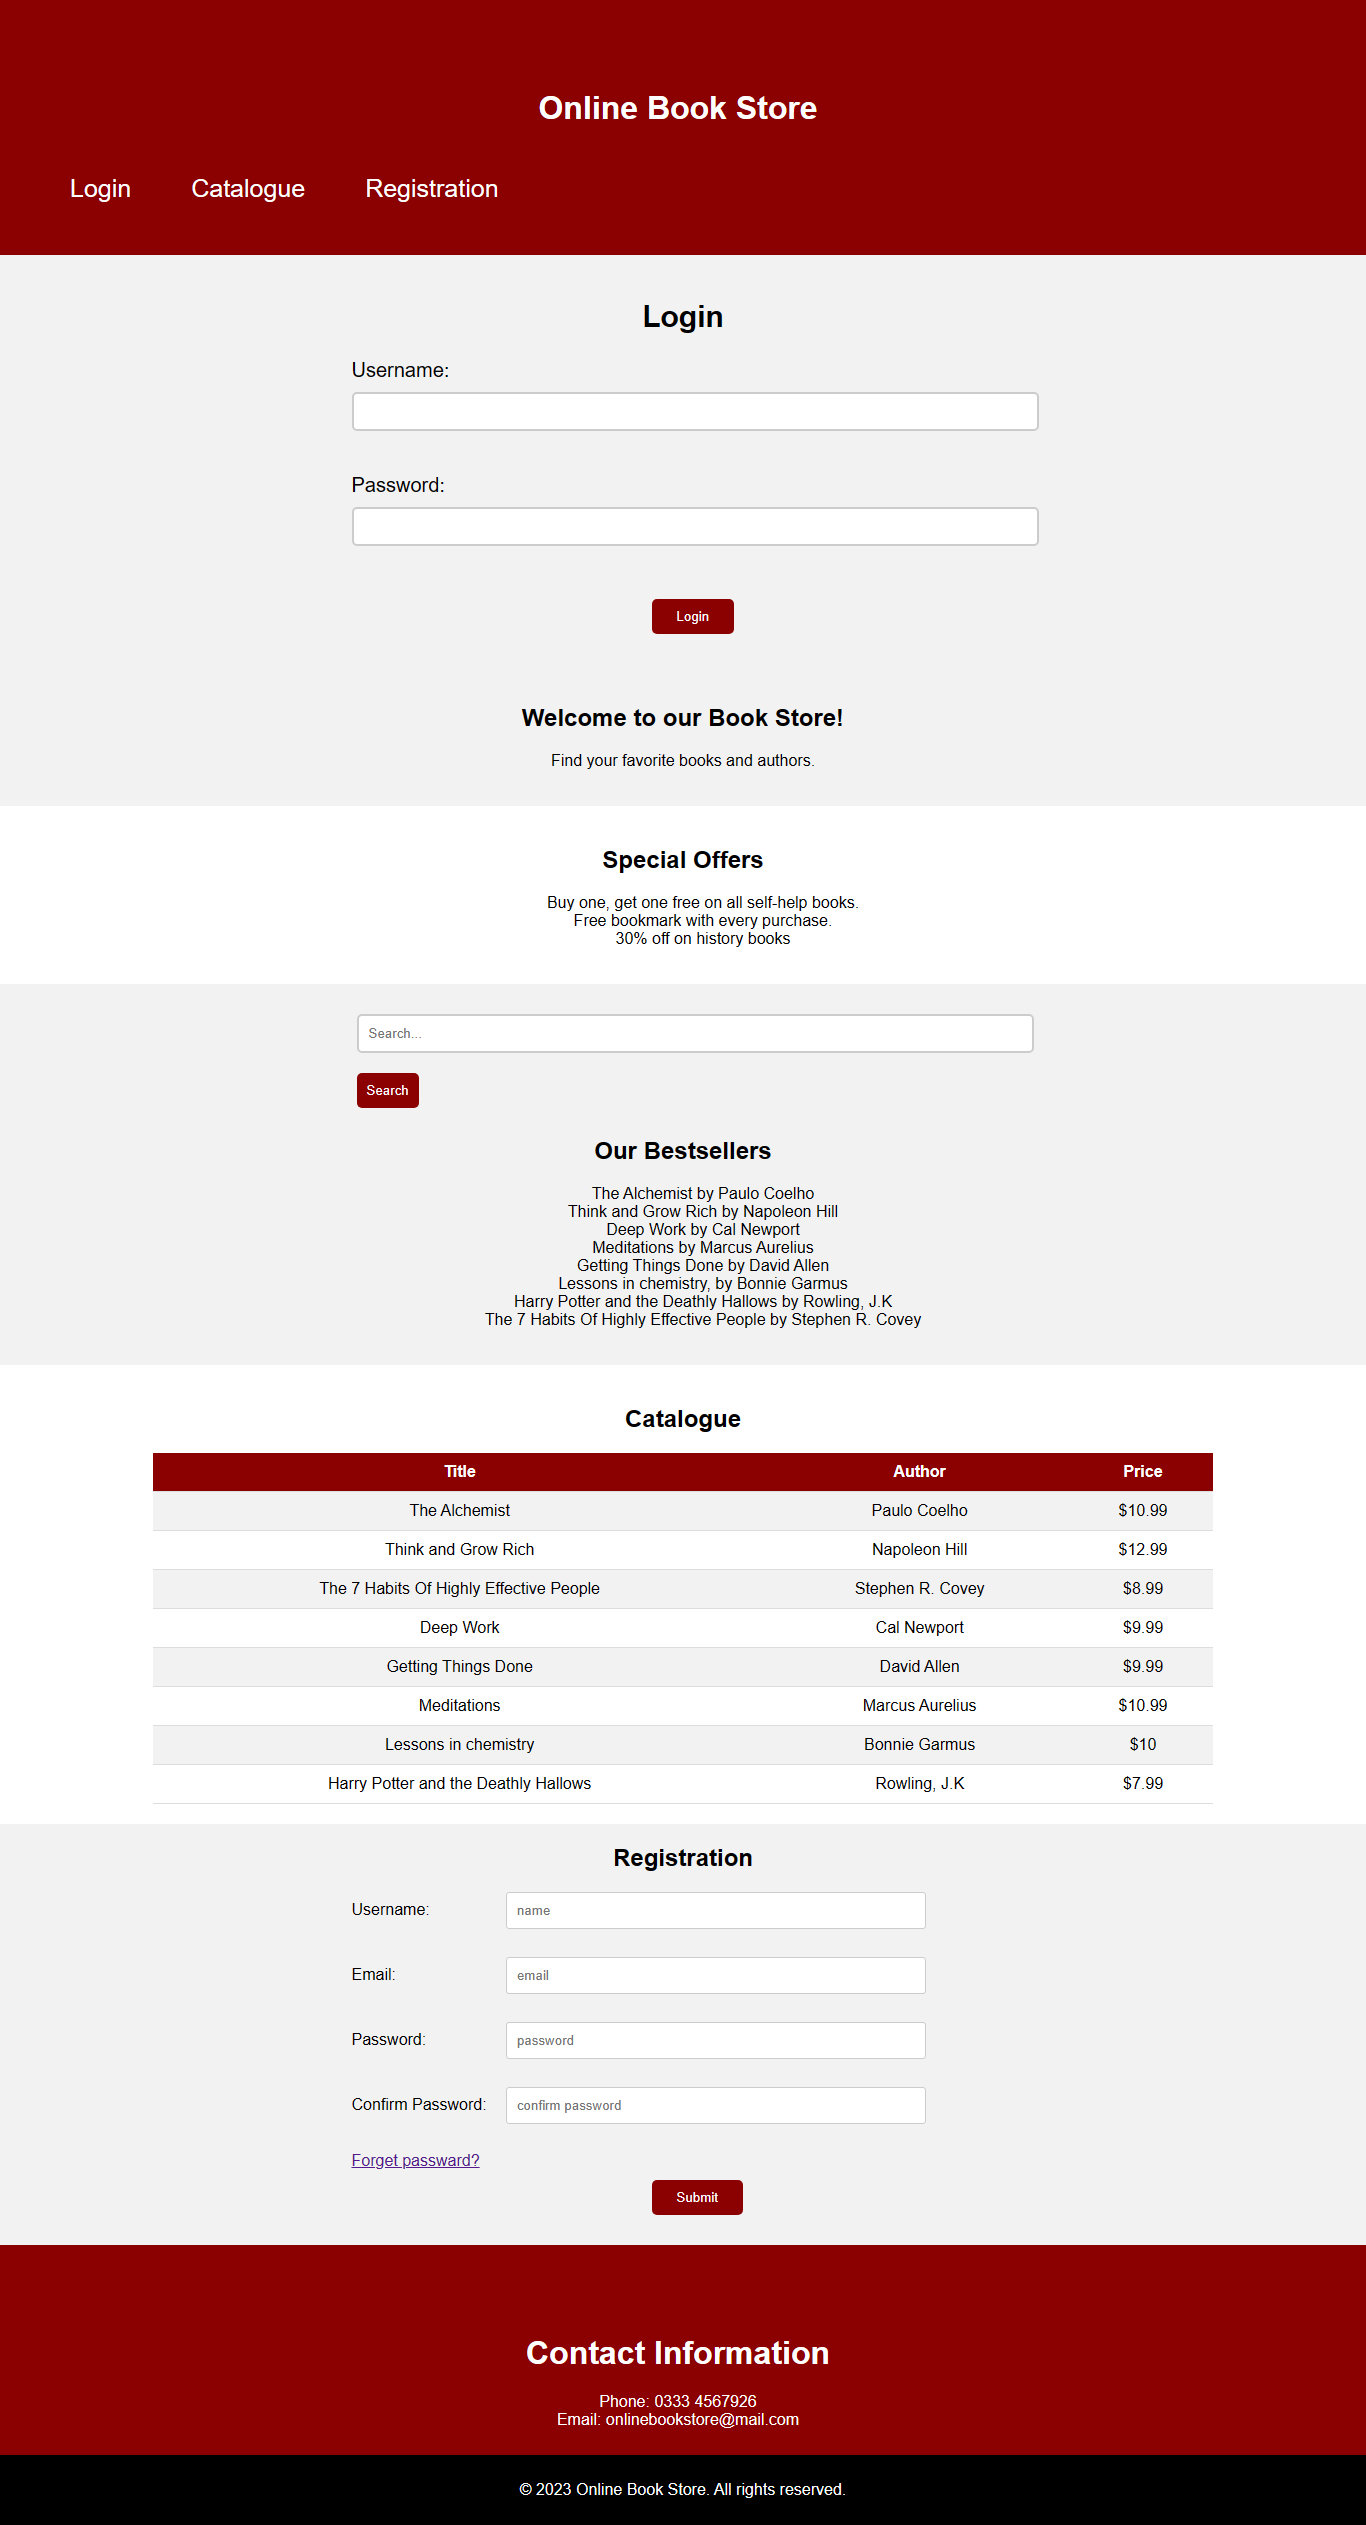 Online Book Store
Login Catalogue Registration
Login
Username:
Password:
Login
Welcome to our Book Store!
Find your favorite books and authors.
Special Offers
Buy one, get one free on all self-help books.
Free bookmark with every purchase.
30% off on history books
Search...
Search
Our Bestsellers
The Alchemist by Paulo Coelho
Think and Grow Rich by Napoleon Hill
Deep Work by Cal Newport
Meditations by Marcus Aurelius
Getting Things Done by David Allen
Lessons in chemistry, by Bonnie Garmus
Harry Potter and the Deathly Hallows by Rowling, J.K
The 7 Habits Of Highly Effective People by Stephen R. Covey
Catalogue
Title Author Price
The Alchemist Paulo Coelho $10.99
Think and Grow Rich Napoleon Hill $12.99
The 7 Habits Of Highly Effective People Stephen R. Covey $8.99
Deep Work Cal Newport $9.99
Getting Things Done David Allen $9.99
Meditations Marcus Aurelius $10.99
Lessons in chemistry Bonnie Garmus $10
Harry Potter and the Deathly Hallows Rowling, J.K $7.99
Registration
Username: name
Email: email
Password: password
Confirm Password: confirm password
Forget passward?
Submit
Contact Information
Phone: 0333 4567926
Email: onlinebookstore@mail.com
© 2023 Online Book Store. All rights reserved.